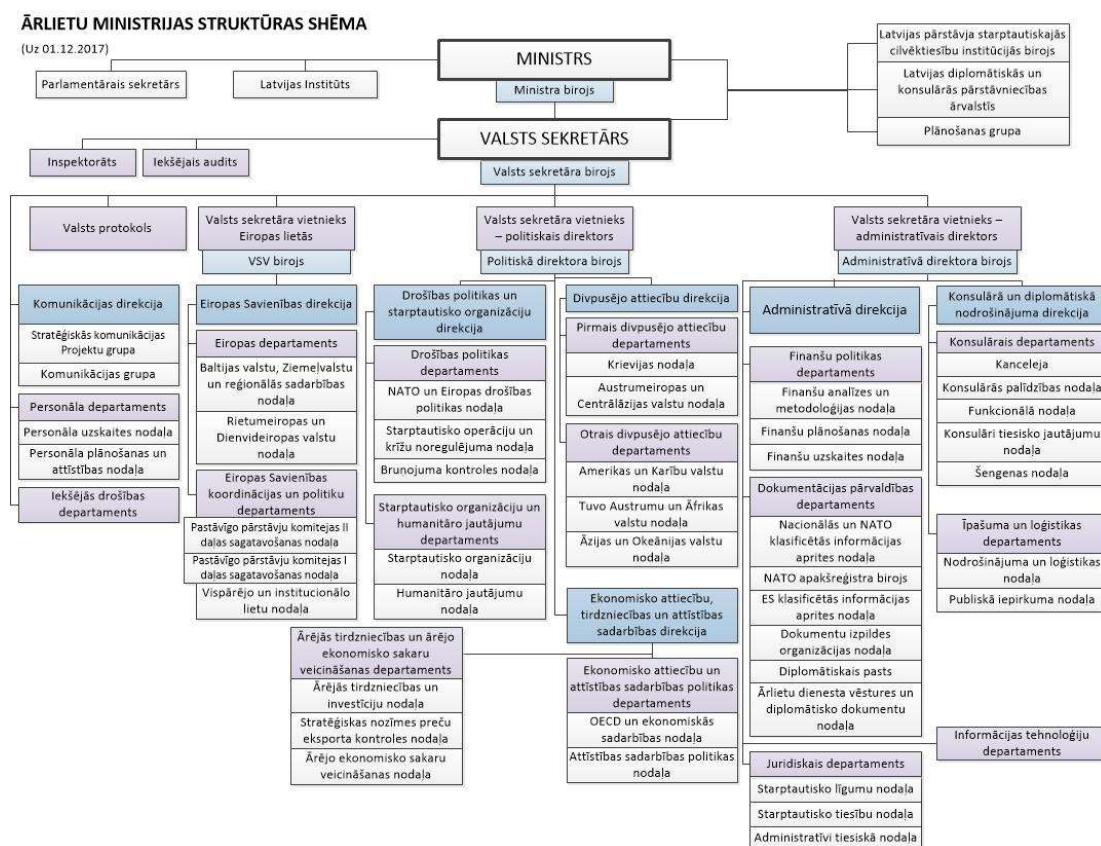 ĀRLIETU MINISTRIJAS STRUKTŪRAS SHĒMA
(Uz 01.12.2017)
MINISTRS
Ministra birojs
Parlamentārais sekretārs
Latvijas Institūts
Latvijas pārstāvja starptautiskajās
cilvēktiesību institūcijās birojs
Latvijas diplomātiskās un
konsulārās pārstāvniecības
ārvalstīs
Plānošanas grupa
VALSTS SEKRETĀRS
Valsts sekretāra birojs
Inspektorāts
Iekšējais audits
Valsts protokols
Valsts sekretāra vietnieks
Eiropas lietās
VSV birojs
Valsts sekretāra vietnieks
– politiskais direktors
Politiskā direktora birojs
Valsts sekretāra vietnieks –
administratīvais direktors
Administratīvā direktora birojs
Komunikācijas direkcija
Stratēģiskās komunikācijas
Projektu grupa
Komunikācijas grupa
Personāla departaments
Personāla uzskaites nodaļa
Personāla plānošanas un
attīstības nodaļa
Iekšējās drošības
departaments
Eiropas Savienības direkcija
Eiropas departaments
Baltijas valstu, Ziemeļvalstu
un reģionālās sadarbības
nodaļa
Rietumeiropas un
Dienvideiropas valstu
nodaļa
Eiropas Savienības
koordinācijas un politiku
departaments
Pastāvīgo pārstāvju komitejas II
daļas sagatavošanas nodaļa
Pastāvīgo pārstāvju komitejas I
daļas sagatavošanas nodaļa
Vispārējo un institucionālo
lietu nodaļa
Drošības politikas un
starptautisko organizāciju
direkcija
Drošības politikas
departaments
NATO un Eiropas drošības
politikas nodaļa
Starptautisko operāciju un
krīžu noregulējuma nodaļa
Brunojuma kontroles nodaļa
Starptautisko organizāciju un
humanitāro jautājumu
departaments
Starptautisko organizāciju
nodaļa
Humanitāro jautājumu
nodaļa
Divpusējo attiecību direkcija
Pirmais divpusējo attiecību
departaments
Krievijas nodaļa
Austrumeiropas un
Centrālāzijas valstu nodaļa
Otrais divpusējo attiecību
departaments
Amerikas un Karību valstu
nodaļa
Tuvo Austrumu un Āfrikas
valstu nodaļa
Āzijas un Okeānijas valstu nodaļa
Ekonomisko attiecību,
tirdzniecības un attīstības
sadarbības direkcija
Ārējās tirdzniecības un ārējo
ekonomisko sakaru
veicināšanas departaments
Ārējās tirdzniecības un
investīciju nodaļa
Stratēģiskas nozīmes preču
eksporta kontroles nodaļa
Ārējo ekonomisko sakaru
veicināšanas nodaļa
Ekonomisko attiecību un
attīstības sadarbības politikas
departaments
OECD un ekonomiskās
sadarbības nodaļa
Attīstības sadarbības politikas
nodaļa
Administratīvā direkcija
Finanšu politikas
departaments
Finanšu analīzes un
metodoloģijas nodaļa
Finanšu plānošanas nodaļa
Finanšu uzskaites nodaļa
Dokumentācijas pārvaldības
departaments
Nacionālās un NATO
klasificētās informācijas
aprites nodaļa
NATO apakšreģistra birojs
ES klasificētās informācijas
aprites nodaļa
Dokumentu izpildes
organizācijas nodaļa
Diplomātiskais pasts
Ārlietu dienesta vēstures un
diplomātisko dokumentu
nodaļa
Juridiskais departaments
Starptautisko līgumu nodaļa
Starptautisko tiesību nodaļa
Administratīvi tiesiskā nodaļa
Konsulārā un diplomātiskā
nodrošinājuma direkcija
Konsulārais departaments
Kanceleja
Konsulārās palīdzības nodaļa
Funkcionālā nodaļa
Konsulāri tiesisko jautājumu
nodaļa
Šengenas nodaļa
Īpašuma un loģistikas
departaments
Nodrošinājuma un loģistikas
nodaļa
Publiskā iepirkuma nodaļa
Informācijas tehnoloģiju
departaments